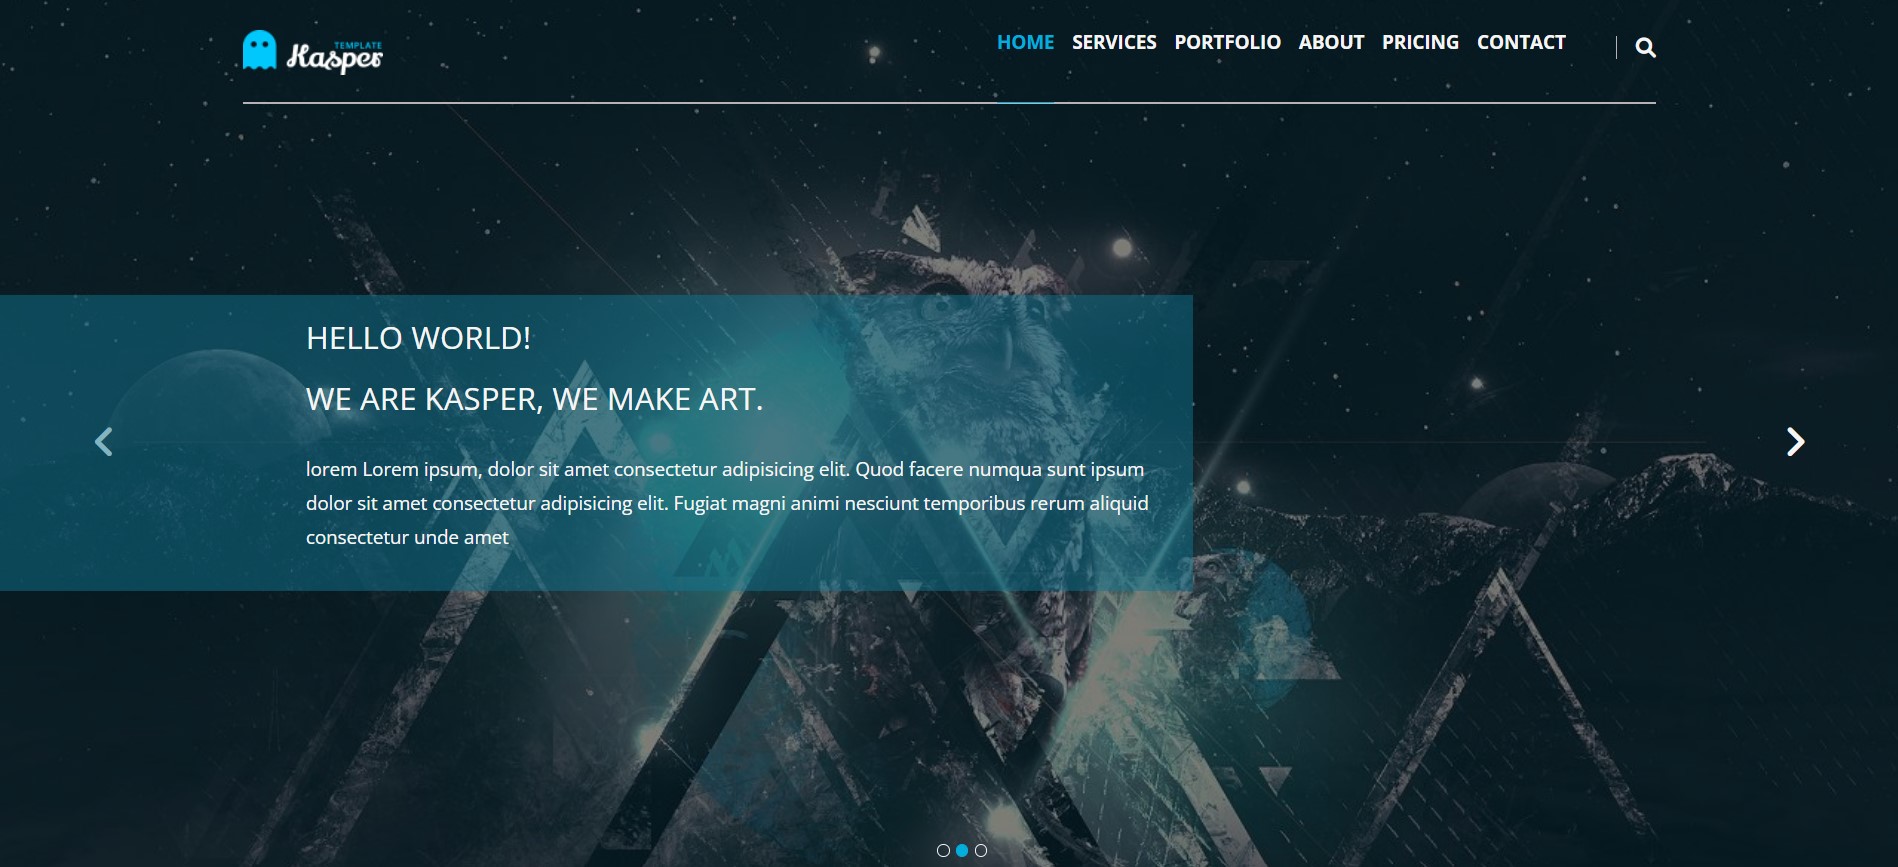 TEMPLATE
Kasper
HOME SERVICES PORTFOLIO ABOUT PRICING CONTACT
HELLO WORLD!
WE ARE KASPER, WE MAKE ART.
lorem Lorem ipsum, dolor sit amet consectetur adipisicing elit. Quod facere numqua sunt ipsum
dolor sit amet consectetur adipisicing elit. Fugiat magni animi nesciunt temporibus rerum aliquid
consectetur unde amet